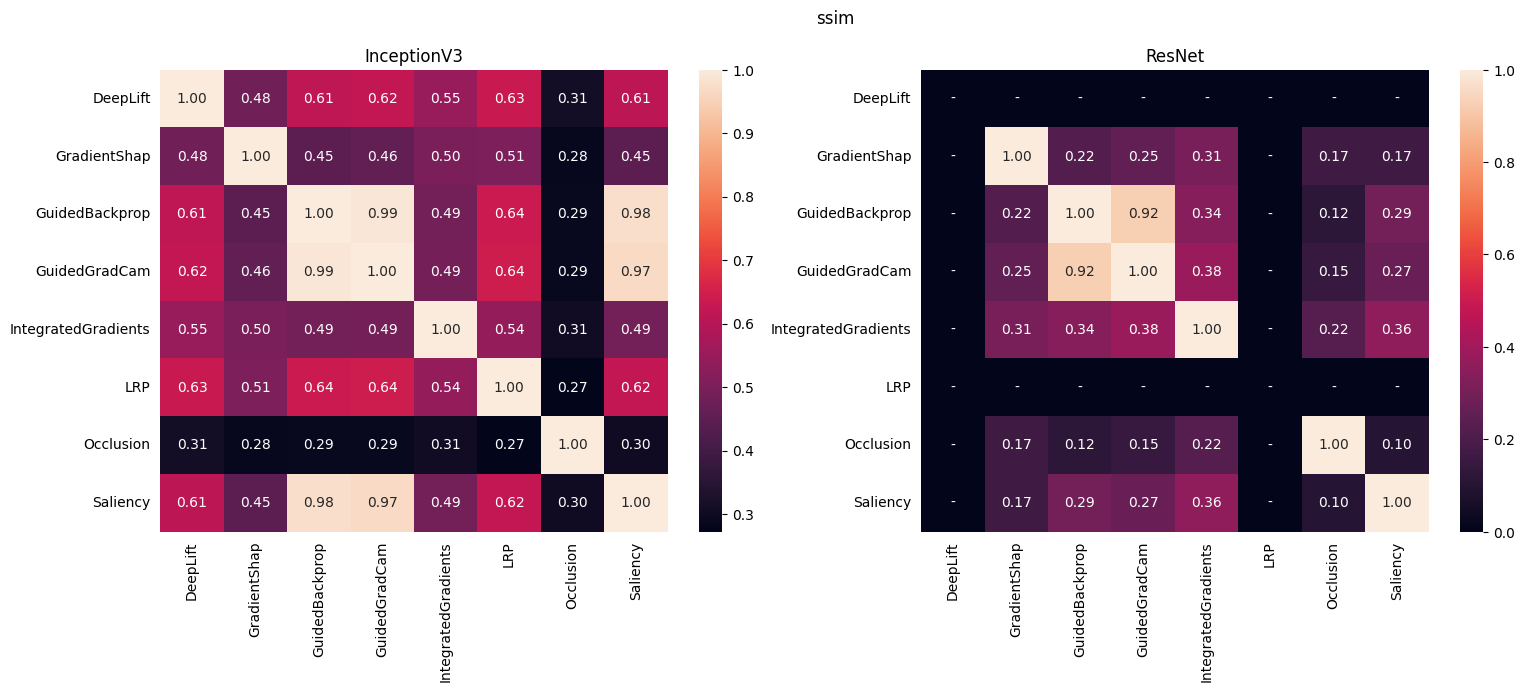 ssim
InceptionV3
DeepLift 1.00 0.48 0.61 0.62 0.55 0.63 0.31 0.61
GradientShap 0.48 1.00 0.45 0.46 0.50 0.51 0.28 0.45
GuidedBackprop 0.61 0.45 1.00 0.99 0.49 0.64 0.29 0.98
GuidedGradCam 0.62 0.46 0.99 1.00 0.49 0.64 0.29 0.97
IntegratedGradients 0.55 0.50 0.49 0.49 1.00 0.54 0.31 0.49
LRP 0.63 0.51 0.64 0.64 0.54 1.00 0.27 0.62
Occlusion 0.31 0.28 0.29 0.29 0.31 0.27 1.00 0.30
Saliency 0.61 0.45 0.98 0.97 0.49 0.62 0.30 1.00
DeepLift GradientShap GuidedBackprop GuidedGradCam IntegratedGradients LRP Occlusion Saliency
1.0
0.9
0.8
0.7
0.6
0.5
0.4
0.3
ResNet
DeepLift - - - - - - - -
GradientShap - 1.00 0.22 0.25 0.31 - 0.17 0.17
GuidedBackprop - 0.22 1.00 0.92 0.34 - 0.12 0.29
GuidedGradCam - 0.25 0.92 1.00 0.38 - 0.15 0.27
IntegratedGradients - 0.31 0.34 0.38 1.00 - 0.22 0.36
LRP - - - - - - - -
Occlusion - 0.17 0.12 0.15 0.22 - 1.00 0.10
Saliency - 0.17 0.29 0.27 0.36 - 0.10 1.00
DeepLift GradientShap GuidedBackprop GuidedGradCam IntegratedGradients LRP Occlusion Saliency
1.0
0.8
0.6
0.4
0.2
0.0